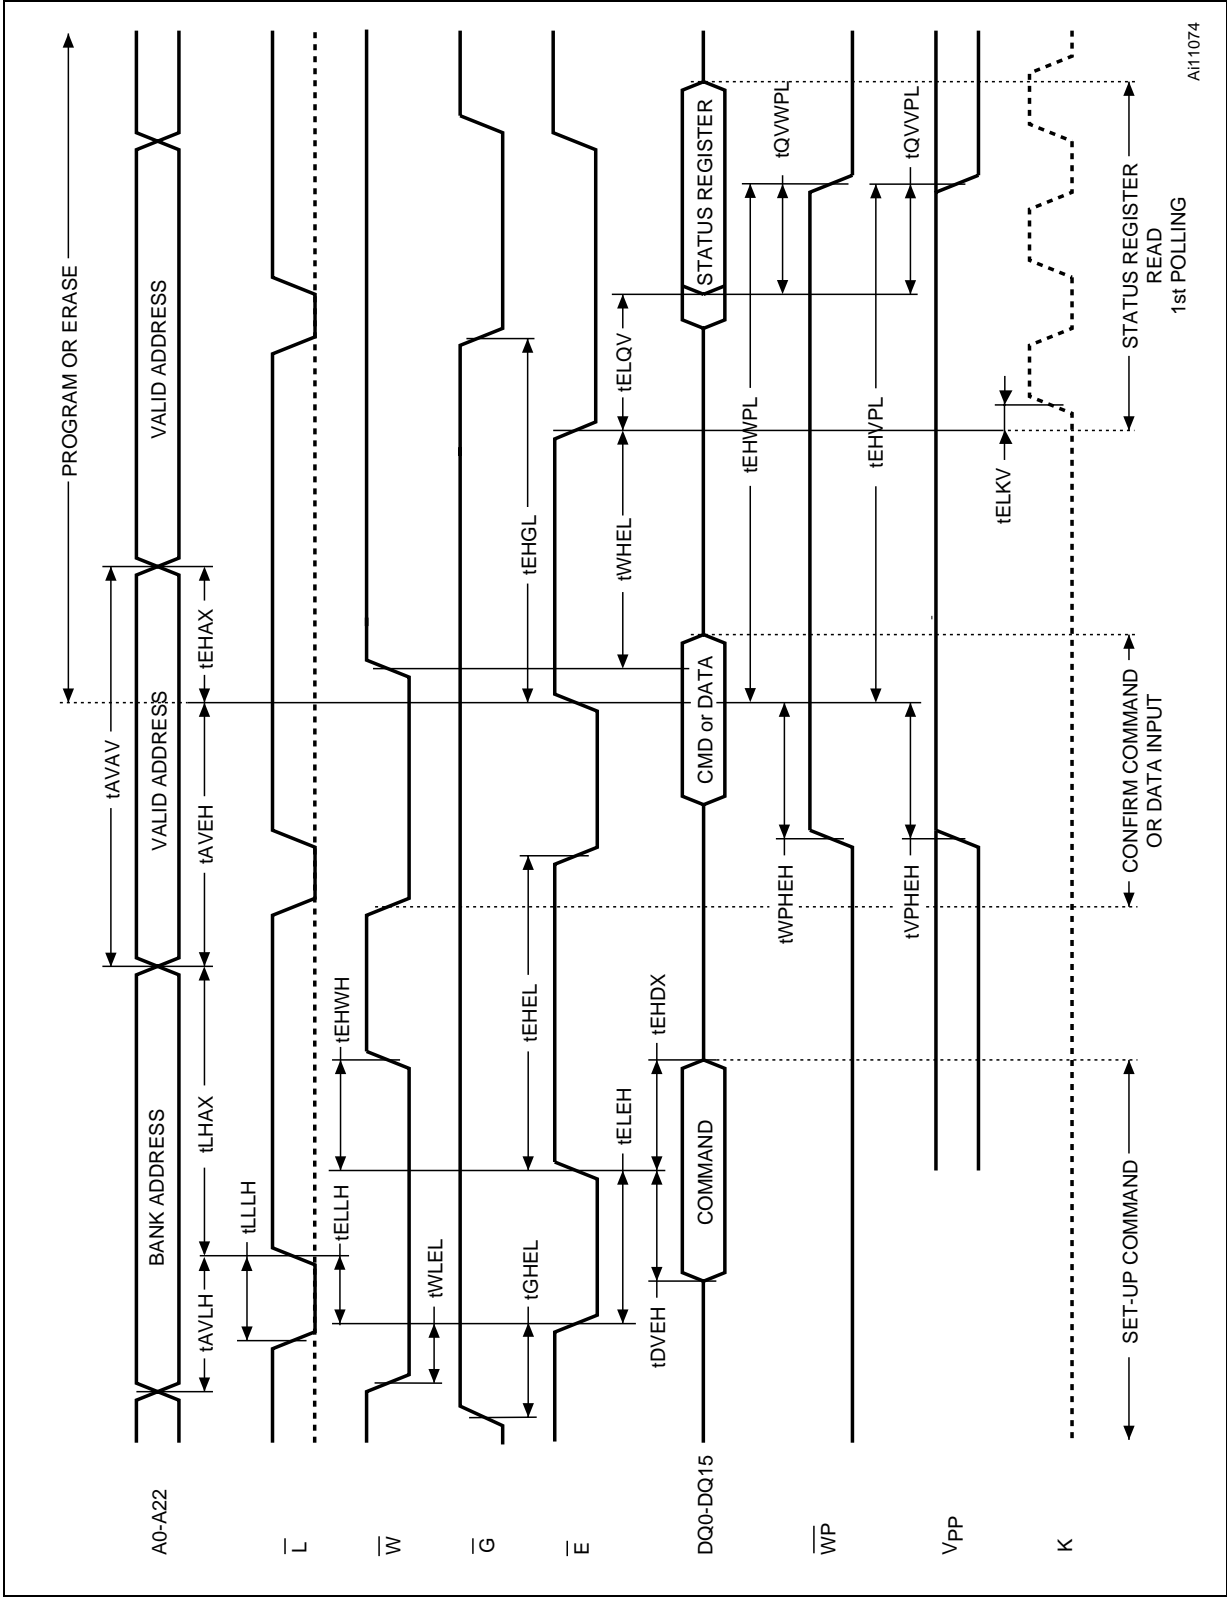 PROGRAM OR ERASE
tAVAV
A0-A22
BANK ADDRESS
VALID ADDRESS
VALID ADDRESS
tAVLH
tLHAX
tAVEH
tEHAX
tLLLH
L
tELLH
tEHWH
W
tWLEL
G
tGHEL
tEHEL
tEHGL
E
tELEH
tWHEL
tELQV
tDVEH
tEHDX
DQ0-DQ15
COMMAND
CMD or DATA
STATUS REGISTER
tEHWPL
tWPHEH
tQVWPL
WP
tEHVPL
tVPHEH
tQVVPL
VPP
tELKV
K
SET-UP COMMAND
CONFIRM COMMAND
OR DATA INPUT
STATUS REGISTER
READ
1st POLLING
Ai11074